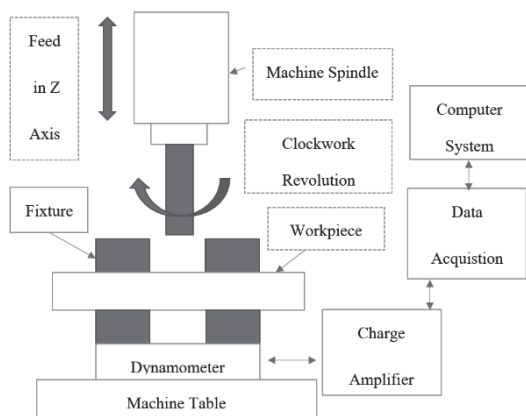 Feed
in Z
Axis
Machine Spindle
Computer
System
Clockwork
Revolution
Fixture
Workpiece
Data
Acquistion
Charge
Amplifier
Dynamometer
Machine Table